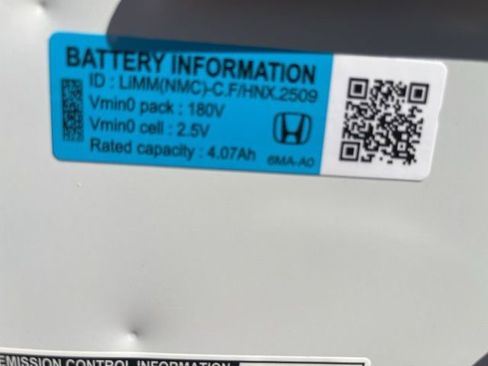 BATTERY INFORMATION
ID : LiMM(NMC)-C.F/HNX.2509
Vmin0 pack : 180V
Vmin0 cell : 2.5V
Rated capacity : 4.07Ah
6MA-A0
EMISSION CONTROL INFORMATION